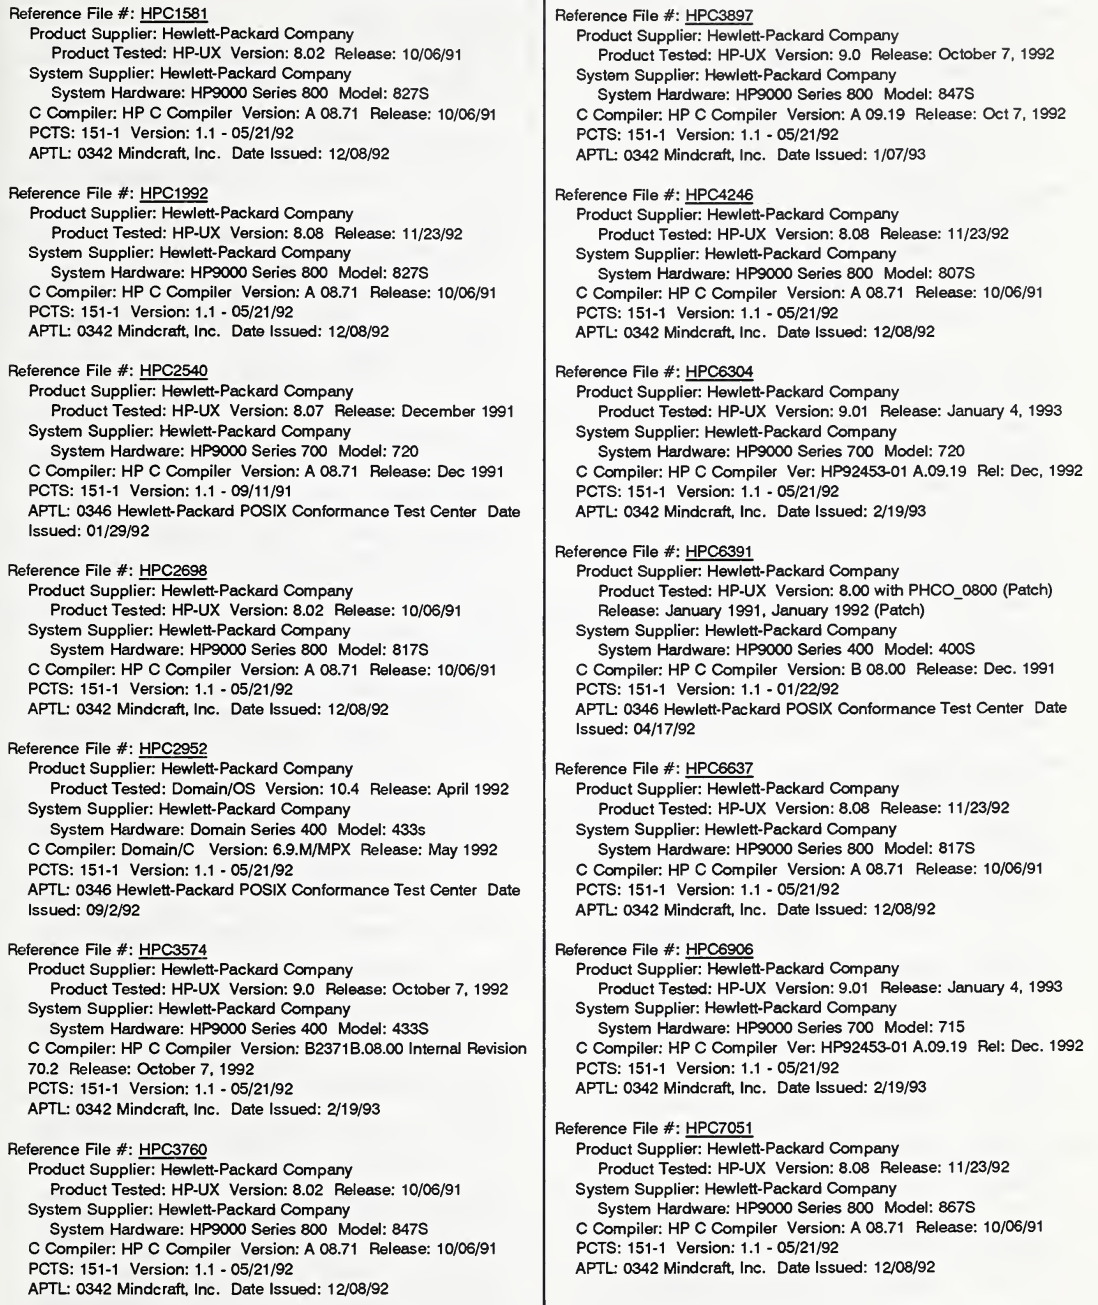 Reference File #: HPC1581
Product Supplier: Hewlett-Packard Company
Product Tested: HP-UX Version: 8.02 Release: 10/06/91
System Supplier: Hewlett-Packard Company
System Hardware: HP9000 Series 800 Model: 827S
C Compiler: HP C Compiler Version: A 08.71 Release: 10/06/91
PCTS: 151-1 Version: 1.1 - 05/21/92
APTL: 0342 Mindcraft, Inc. Date Issued: 12/08/92
Reference File #: HPC1992
Product Supplier: Hewlett-Packard Company
Product Tested: HP-UX Version: 8.08 Release: 11/23/92
System Supplier: Hewlett-Packard Company
System Hardware: HP9000 Series 800 Model: 827S
C Compiler: HP C Compiler Version: A 08.71 Release: 10/06/91
PCTS: 151-1 Version: 1.1 - 05/21/92
APTL: 0342 Mindcraft, Inc. Date Issued: 12/08/92
Reference File #: HPC2540
Product Supplier: Hewlett-Packard Company
Product Tested: HP-UX Version: 8.07 Release: December 1991
System Supplier: Hewlett-Packard Company
System Hardware: HP9000 Series 700 Model: 720
C Compiler: HP C Compiler Version: A 08.71 Release: Dec 1991
PCTS: 151-1 Version: 1.1 - 09/11/91
APTL: 0346 Hewlett-Packard POSIX Conformance Test Center Date
Issued: 01/29/92
Reference File #: HPC2698
Product Supplier: Hewlett-Packard Company
Product Tested: HP-UX Version: 8.02 Release: 10/06/91
System Supplier: Hewlett-Packard Company
System Hardware: HP9000 Series 800 Model: 817S
C Compiler: HP C Compiler Version: A 08.71 Release: 10/06/91
PCTS: 151-1 Version: 1.1 - 05/21/92
APTL: 0342 Mindcraft, Inc. Date Issued: 12/08/92
Reference File #: HPC2952
Product Supplier: Hewlett-Packard Company
Product Tested: Domain/OS Version: 10.4 Release: April 1992
System Supplier: Hewlett-Packard Company
System Hardware: Domain Series 400 Model: 433s
C Compiler: Domain/C Version: 6.9.M/MPX Release: May 1992
PCTS: 151-1 Version: 1.1 - 05/21/92
APTL: 0346 Hewlett-Packard POSIX Conformance Test Center Date
Issued: 09/2/92
Reference File #: HPC3574
Product Supplier: Hewlett-Packard Company
Product Tested: HP-UX Version: 9.0 Release: October 7, 1992
System Supplier: Hewlett-Packard Company
System Hardware: HP9000 Series 400 Model: 433S
C Compiler: HP C Compiler Version: B2371B.08.00 Internal Revision
70.2 Release: October 7, 1992
PCTS: 151-1 Version: 1.1 - 05/21/92
APTL: 0342 Mindcraft, Inc. Date Issued: 2/19/93
Reference File #: HPC3760
Product Supplier: Hewlett-Packard Company
Product Tested: HP-UX Version: 8.02 Release: 10/06/91
System Supplier: Hewlett-Packard Company
System Hardware: HP9000 Series 800 Model: 847S
C Compiler: HP C Compiler Version: A 08.71 Release: 10/06/91
PCTS: 151-1 Version: 1.1 - 05/21/92
APTL: 0342 Mindcraft, Inc. Date Issued: 12/08/92
Reference File #: HPC3897
Product Supplier: Hewlett-Packard Company
Product Tested: HP-UX Version: 9.0 Release: October 7, 1992
System Supplier: Hewlett-Packard Company
System Hardware: HP9000 Series 800 Model: 847S
C Compiler: HP C Compiler Version: A 09.19 Release: Oct 7, 1992
PCTS: 151-1 Version: 1.1 - 05/21/92
APTL: 0342 Mindcraft, Inc. Date Issued: 1/07/93
Reference File #: HPC4246
Product Supplier: Hewlett-Packard Company
Product Tested: HP-UX Version: 8.08 Release: 11/23/92
System Supplier: Hewlett-Packard Company
System Hardware: HP9000 Series 800 Model: 807S
C Compiler: HP C Compiler Version: A 08.71 Release: 10/06/91
PCTS: 151-1 Version: 1.1 - 05/21/92
APTL: 0342 Mindcraft, Inc. Date Issued: 12/08/92
Reference File #: HPC6304
Product Supplier: Hewlett-Packard Company
Product Tested: HP-UX Version: 9.01 Release: January 4, 1993
System Supplier: Hewlett-Packard Company
System Hardware: HP9000 Series 700 Model: 720
C Compiler: HP C Compiler Ver: HP92453-01 A.09.19 Rel: Dec, 1992
PCTS: 151-1 Version: 1.1 - 05/21/92
APTL: 0342 Mindcraft, Inc. Date Issued: 2/19/93
Reference File #: HPC6391
Product Supplier: Hewlett-Packard Company
Product Tested: HP-UX Version: 8.00 with PHCO_0800 (Patch)
Release: January 1991, January 1992 (Patch)
System Supplier: Hewlett-Packard Company
System Hardware: HP9000 Series 400 Model: 400S
C Compiler: HP C Compiler Version: B 08.00 Release: Dec. 1991
PCTS: 151-1 Version: 1.1 - 01/22/92
APTL: 0346 Hewlett-Packard POSIX Conformance Test Center Date
Issued: 04/17/92
Reference File #: HPC6637
Product Supplier: Hewlett-Packard Company
Product Tested: HP-UX Version: 8.08 Release: 11/23/92
System Supplier: Hewlett-Packard Company
System Hardware: HP9000 Series 800 Model: 817S
C Compiler: HP C Compiler Version: A 08.71 Release: 10/06/91
PCTS: 151-1 Version: 1.1 - 05/21/92
APTL: 0342 Mindcraft, Inc. Date Issued: 12/08/92
Reference File #: HPC6906
Product Supplier: Hewlett-Packard Company
Product Tested: HP-UX Version: 9.01 Release: January 4, 1993
System Supplier: Hewlett-Packard Company
System Hardware: HP9000 Series 700 Model: 715
C Compiler: HP C Compiler Ver: HP92453-01 A.09.19 Rel: Dec. 1992
PCTS: 151-1 Version: 1.1 - 05/21/92
APTL: 0342 Mindcraft, Inc. Date Issued: 2/19/93
Reference File #: HPC7051
Product Supplier: Hewlett-Packard Company
Product Tested: HP-UX Version: 8.08 Release: 11/23/92
System Supplier: Hewlett-Packard Company
System Hardware: HP9000 Series 800 Model: 867S
C Compiler: HP C Compiler Version: A 08.71 Release: 10/06/91
PCTS: 151-1 Version: 1.1 - 05/21/92
APTL: 0342 Mindcraft, Inc. Date Issued: 12/08/92